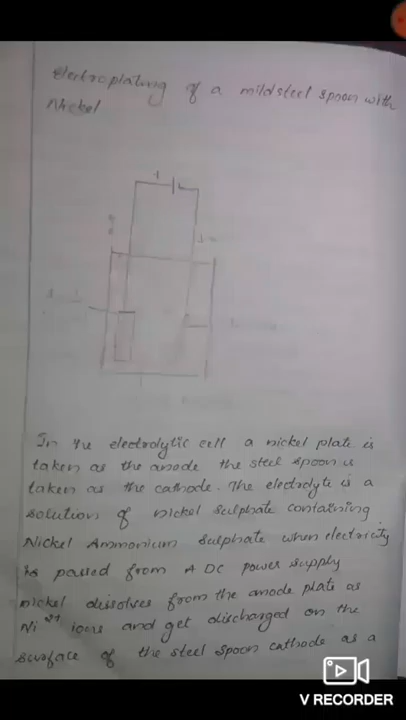 Electroplating of a mild steel spoon with
Nickel
In the electrolytic cell a nickel plate is
taken as the anode the steel spoon is
taken as the cathode. The electrolyte is a
solution of nickel sulphate containing
Nickel Ammonium sulphate when electricity
is passed from A DC power supply
nickel dissolves from the anode plate as
Ni²⁺ ions and get discharged on the
surface of the steel spoon cathode as a
V RECORDER